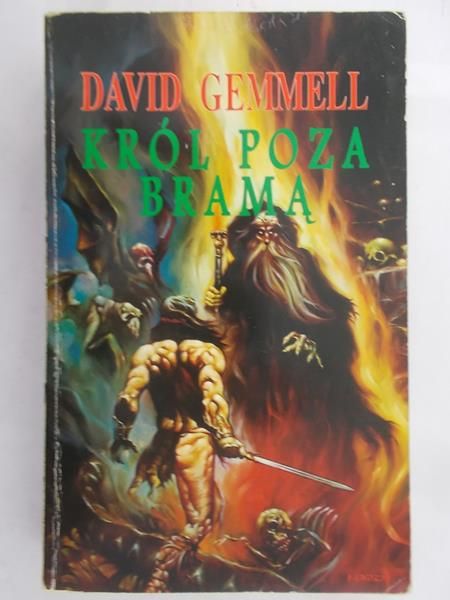 DAVID GEMMELL
KRÓL POZA
BRAMĄ